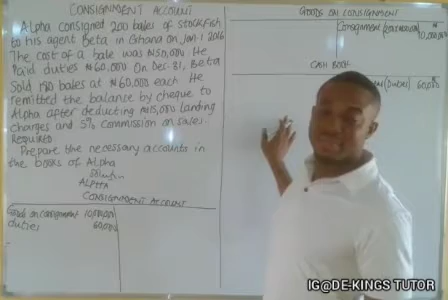 CONSIGNMENT ACCOUNT
Alpha consigned 200 bales of stockfish
to his agent Beta in Ghana on Jan 1 2016
The cost of a bale was ₦50,000 He
Paid duties ₦60,000 On Dec 31, Beta
Sold 180 bales at ₦60,000 each He
remitted the balance by cheque to
Alpha after deducting ₦15,000 landing
charges and 5% Commission on sales.
Required
Prepare the necessary accounts in
the books of Alpha
Solution
ALPHA
CONSIGNMENT ACCOUNT
Goods on consignment 10,000,000
duties 60,000
GOODS ON CONSIGNMENT
Consignment
10,000,000
CASH BOOK
(Duties) 60,000
IG@DE-KINGS TUTOR